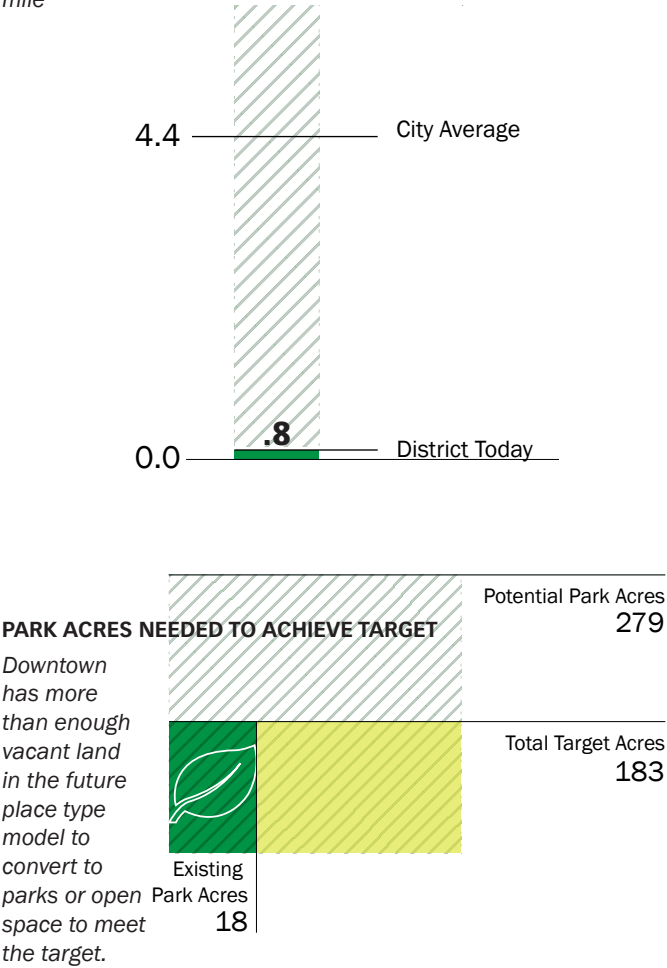 mile
4.4
City Average
.8
0.0
District Today
Potential Park Acres
279
PARK ACRES NEEDED TO ACHIEVE TARGET
Downtown
has more
than enough
vacant land
in the future
place type
model to
convert to
parks or open
space to meet
the target.
Total Target Acres
183
Existing
Park Acres
18